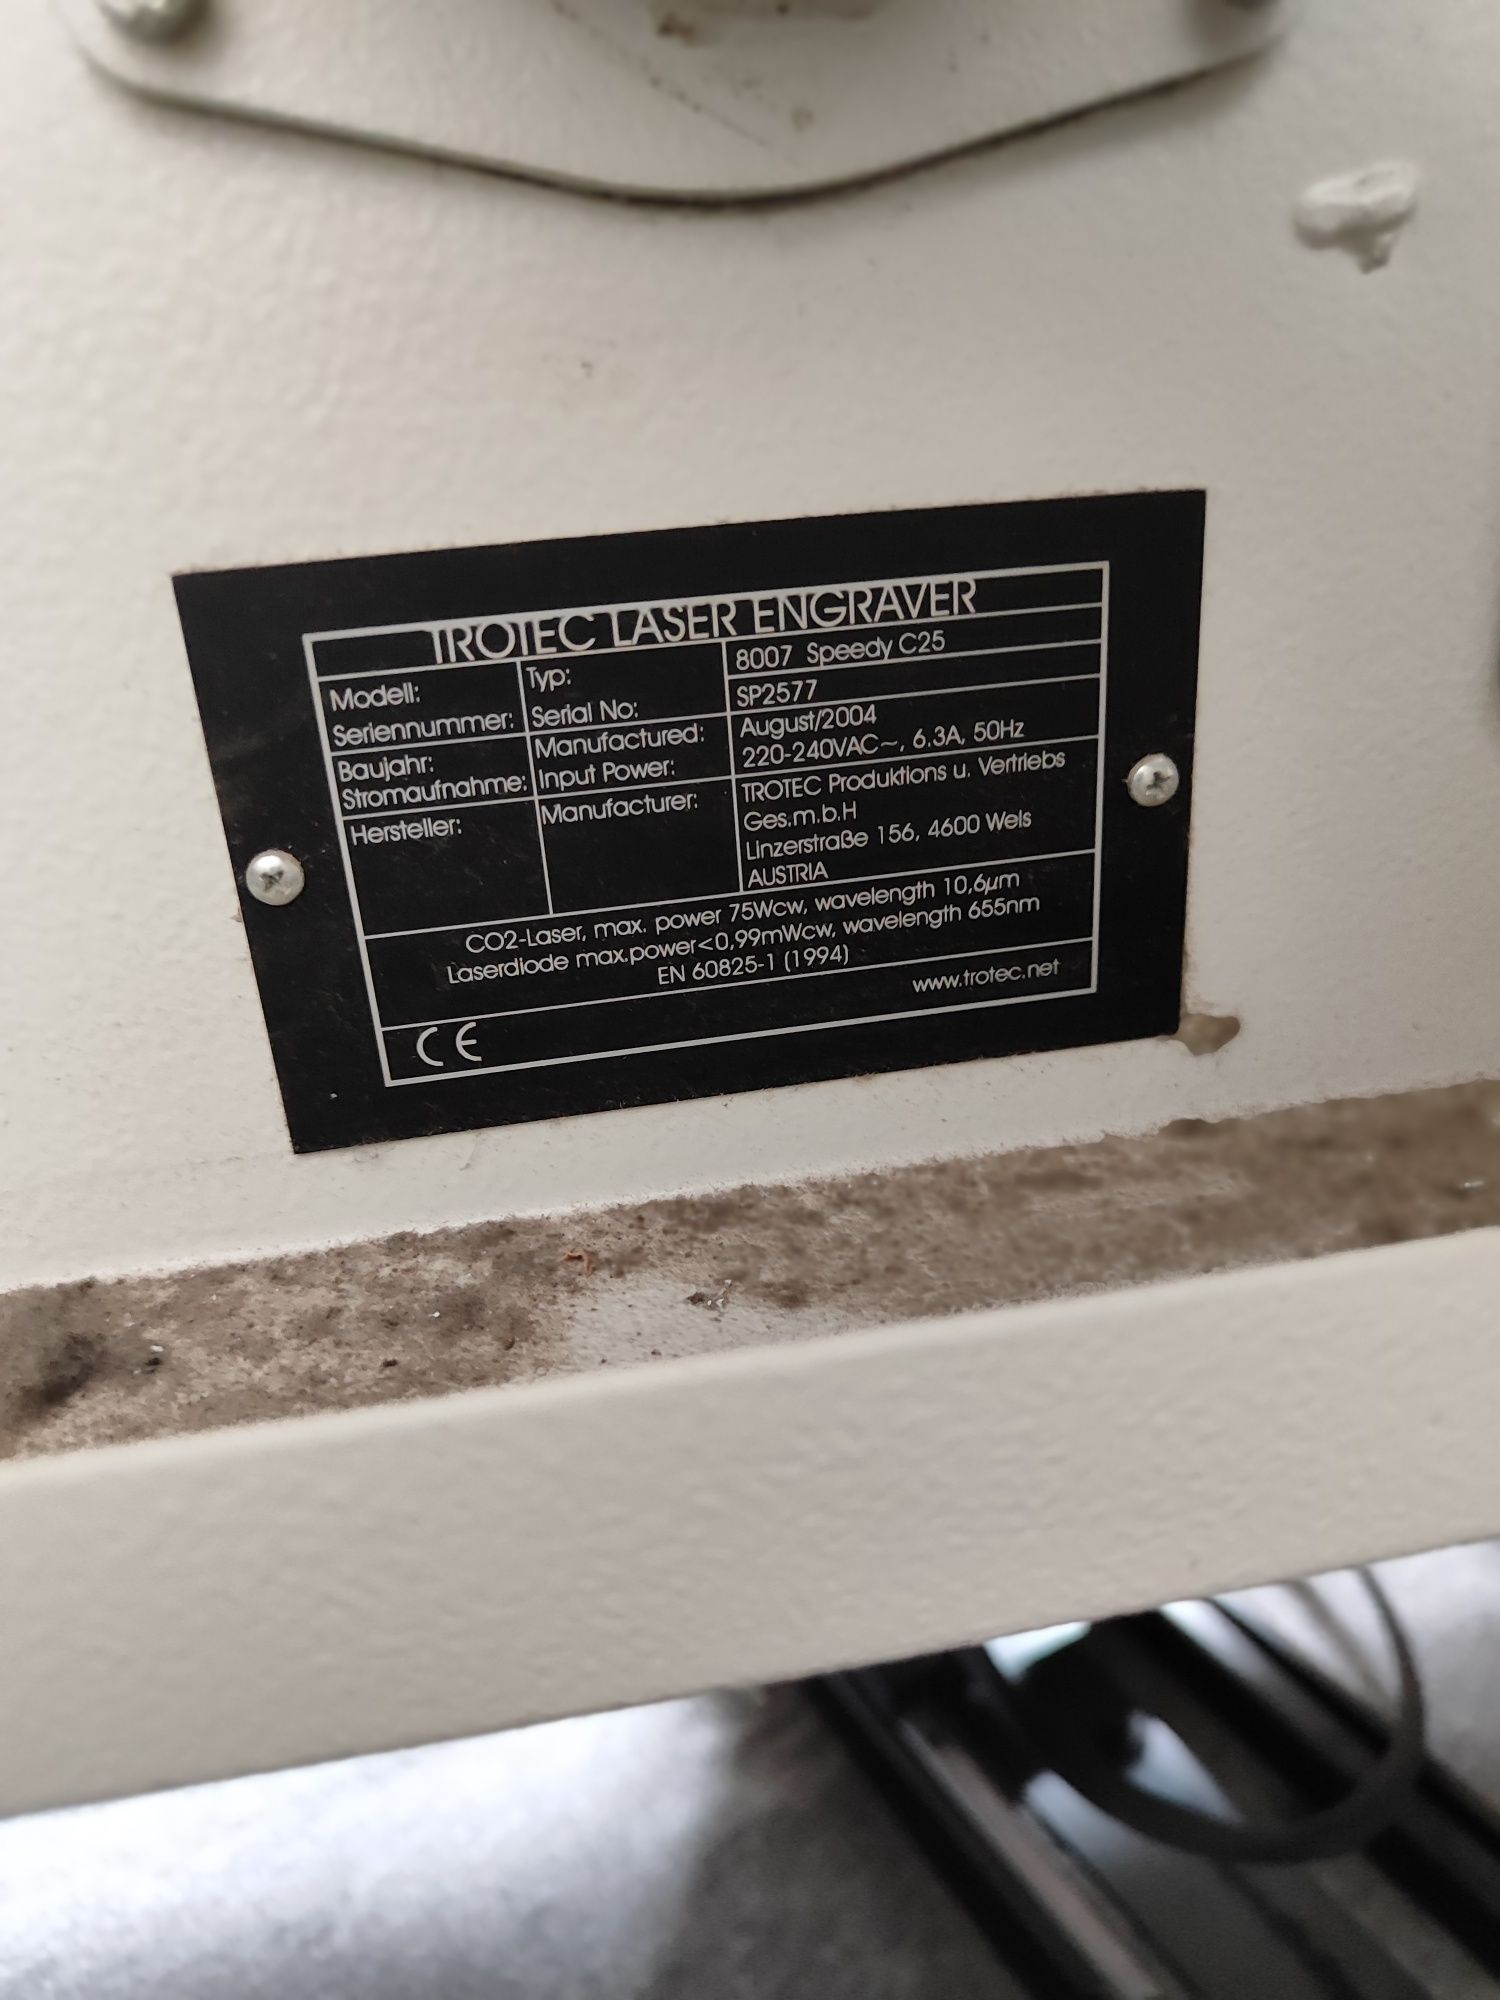 TROTEC LASER ENGRAVER
Modell: Typ: 8007 Speedy C25
Seriennummer: Serial No: SP2577
Baujahr: Manufactured: August/2004
Stromaufnahme: Input Power: 220-240VAC~, 6.3A, 50Hz
Hersteller: Manufacturer: TROTEC Produktions u. Vertriebs
Ges.m.b.H
Linzerstraße 156, 4600 Wels
AUSTRIA
CO2-Laser, max. power 75Wcw, wavelength 10,6µm
Laserdiode max.power<0,99mWcw, wavelength 655nm
EN 60825-1 (1994)
www.trotec.net
CE